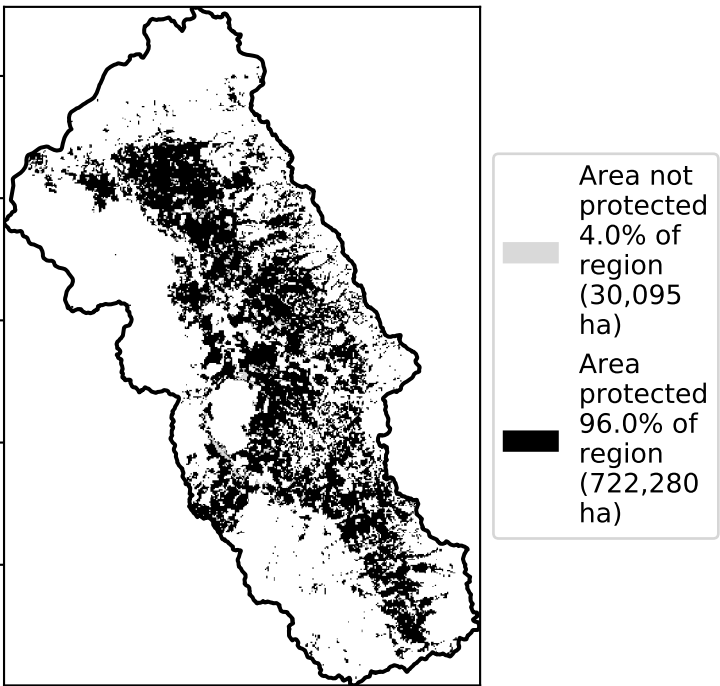 Area not
protected
4.0% of
region
(30,095
ha)
Area
protected
96.0% of
region
(722,280
ha)